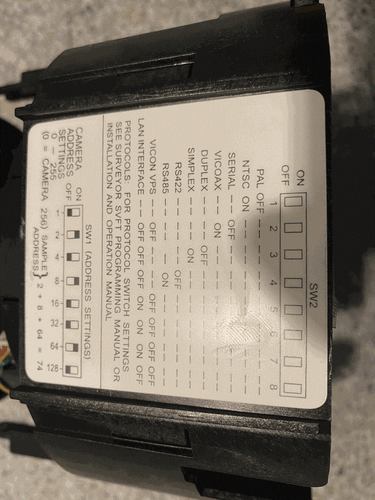 SW2
ON
OFF
1 2 3 4 5 6 7 8
PAL OFF
NTSC ON
SERIAL -- OFF
VICOAX -- ON
DUPLEX -- -- OFF
SIMPLEX -- -- ON
RS422 -- -- -- OFF
RS485 -- -- -- ON
VICON VPS -- OFF -- -- OFF OFF OFF
LAN INTERFACE -- OFF OFF ON ON ON OFF
PROTOCOLS: FOR PROTOCOL SWITCH SETTINGS
SEE SURVEYOR SVFT PROGRAMMING MANUAL OR
INSTALLATION AND OPERATION MANUAL
SW1 (ADDRESS SETTINGS)
CAMERA ON
ADDRESS OFF
SETTINGS 1 2 4 8 16 32 64 128
0 – 255
(0 = CAMERA 256) SAMPLE
ADDRESS } 2 + 8 + 64 = 74